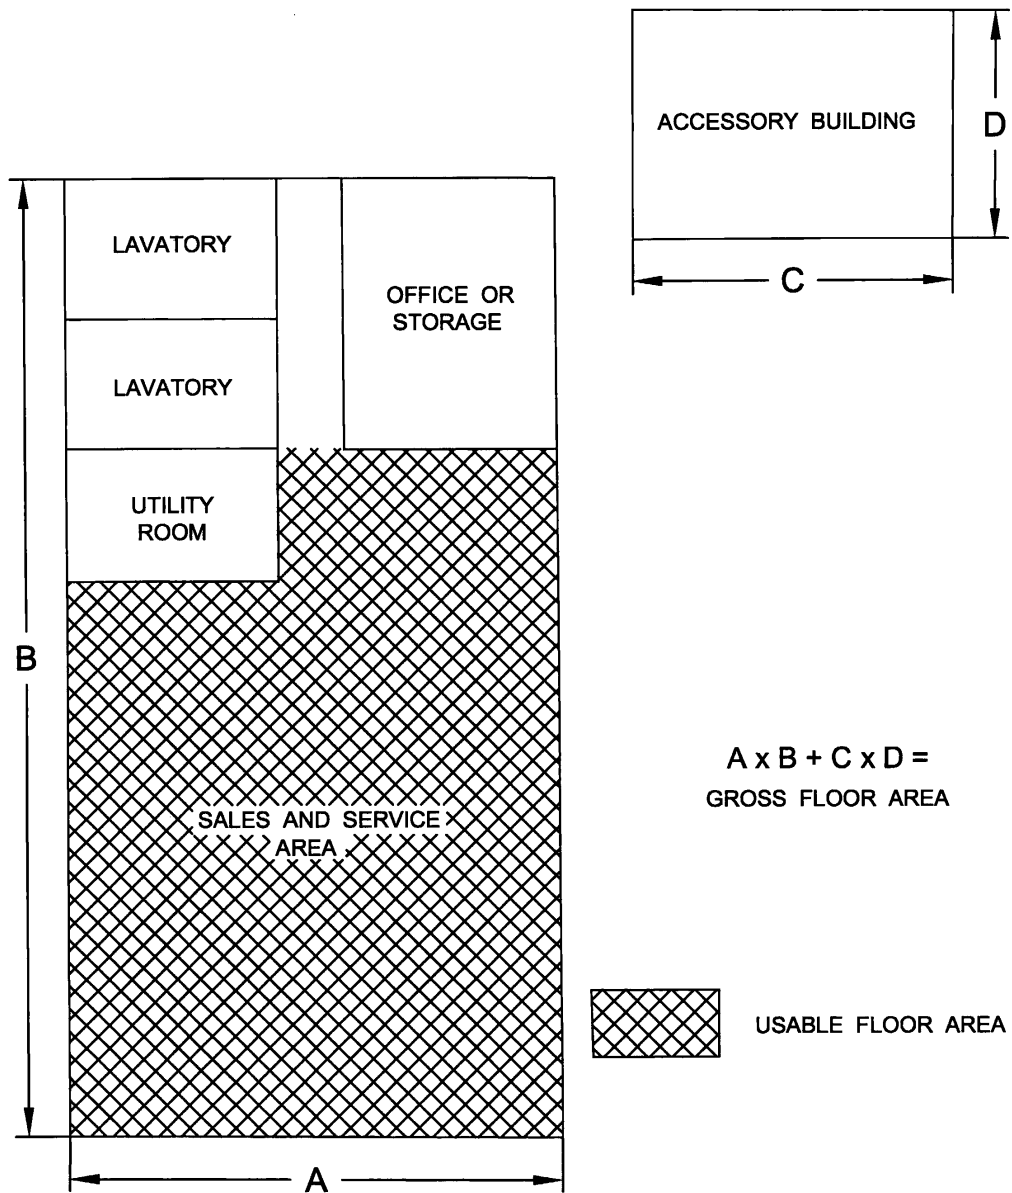 ACCESSORY BUILDING
D
C
LAVATORY
OFFICE OR
STORAGE
LAVATORY
UTILITY
ROOM
B
A x B + C x D =
GROSS FLOOR AREA
SALES AND SERVICE
AREA
USABLE FLOOR AREA
A